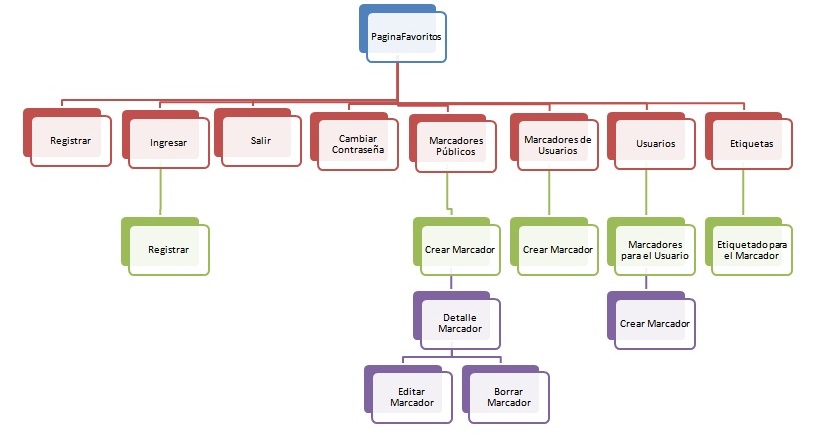 PaginaFavoritos
Registrar
Ingresar
Salir
Cambiar
Contraseña
Marcadores
Públicos
Marcadores de
Usuarios
Usuarios
Etiquetas
Registrar
Crear Marcador
Crear Marcador
Marcadores
para el Usuario
Etiquetado para
el Marcador
Detalle
Marcador
Crear Marcador
Editar
Marcador
Borrar
Marcador